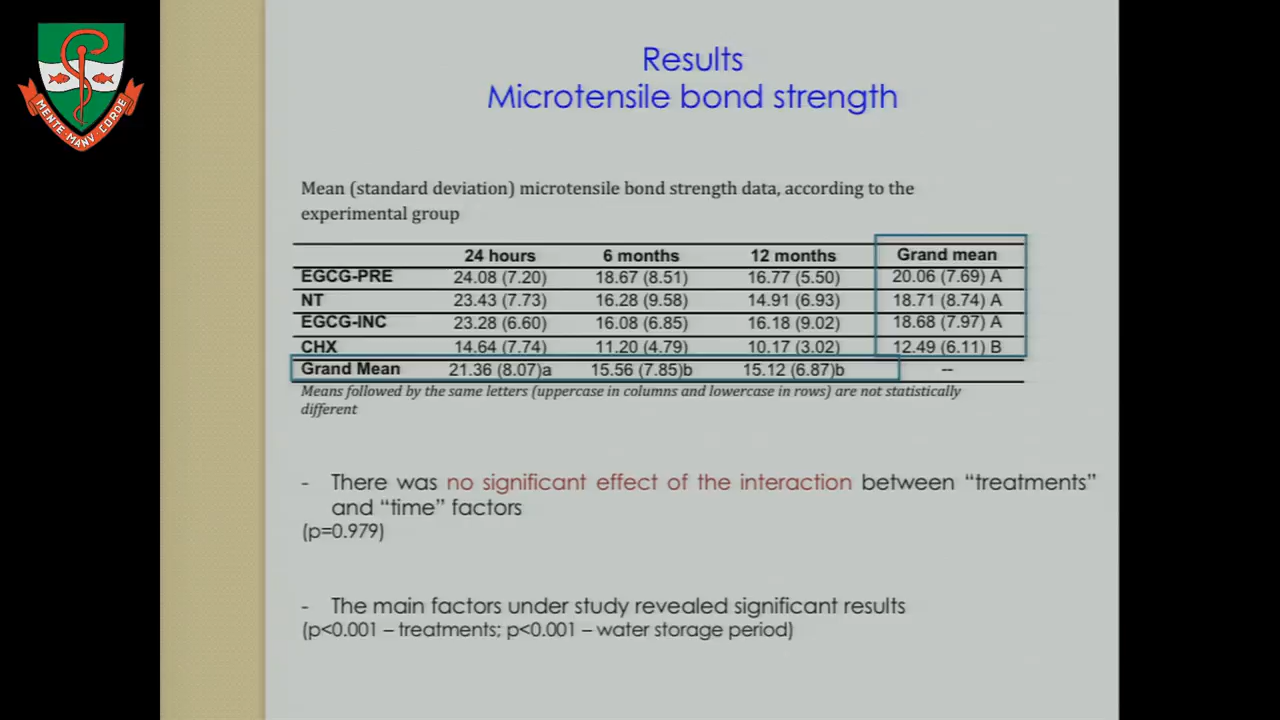 MENTE MANV CORDE
Results
Microtensile bond strength
Mean (standard deviation) microtensile bond strength data, according to the
experimental group
24 hours 6 months 12 months Grand mean
EGCG-PRE 24.08 (7.20) 18.67 (8.51) 16.77 (5.50) 20.06 (7.69) A
NT 23.43 (7.73) 16.28 (9.58) 14.91 (6.93) 18.71 (8.74) A
EGCG-INC 23.28 (6.60) 16.08 (6.85) 16.18 (9.02) 18.68 (7.97) A
CHX 14.64 (7.74) 11.20 (4.79) 10.17 (3.02) 12.49 (6.11) B
Grand Mean 21.36 (8.07)a 15.56 (7.85)b 15.12 (6.87)b --
Means followed by the same letters (uppercase in columns and lowercase in rows) are not statistically
different
- There was no significant effect of the interaction between “treatments”
and “time” factors
(p=0.979)
- The main factors under study revealed significant results
(p<0.001 – treatments; p<0.001 – water storage period)